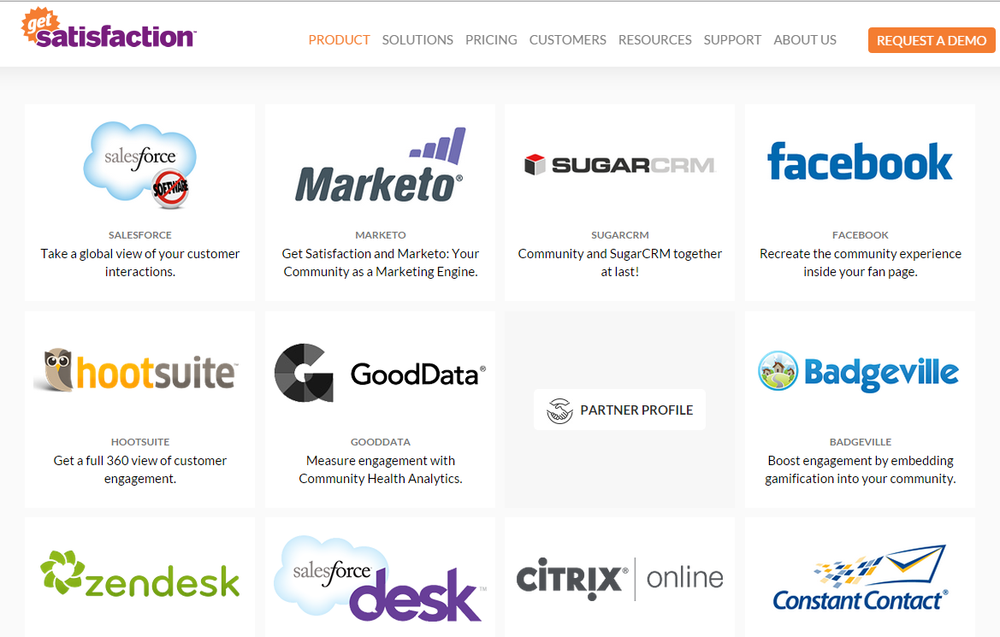 get
satisfaction
PRODUCT SOLUTIONS PRICING CUSTOMERS RESOURCES SUPPORT ABOUT US
REQUEST A DEMO
salesforce
SOFTWARE
SALESFORCE
Take a global view of your customer
interactions.
Marketo®
MARKETO
Get Satisfaction and Marketo: Your
Community as a Marketing Engine.
SUGARCRM
SUGARCRM
Community and SugarCRM together
at last!
facebook
FACEBOOK
Recreate the community experience
inside your fan page.
hootsuite™
HOOTSUITE
Get a full 360 view of customer
engagement.
GoodData®
GOODDATA
Measure engagement with
Community Health Analytics.
PARTNER PROFILE
Badgeville
BADGEVILLE
Boost engagement by embedding
gamification into your community.
zendesk
salesforce
desk™
CITRIX® online
Constant Contact®